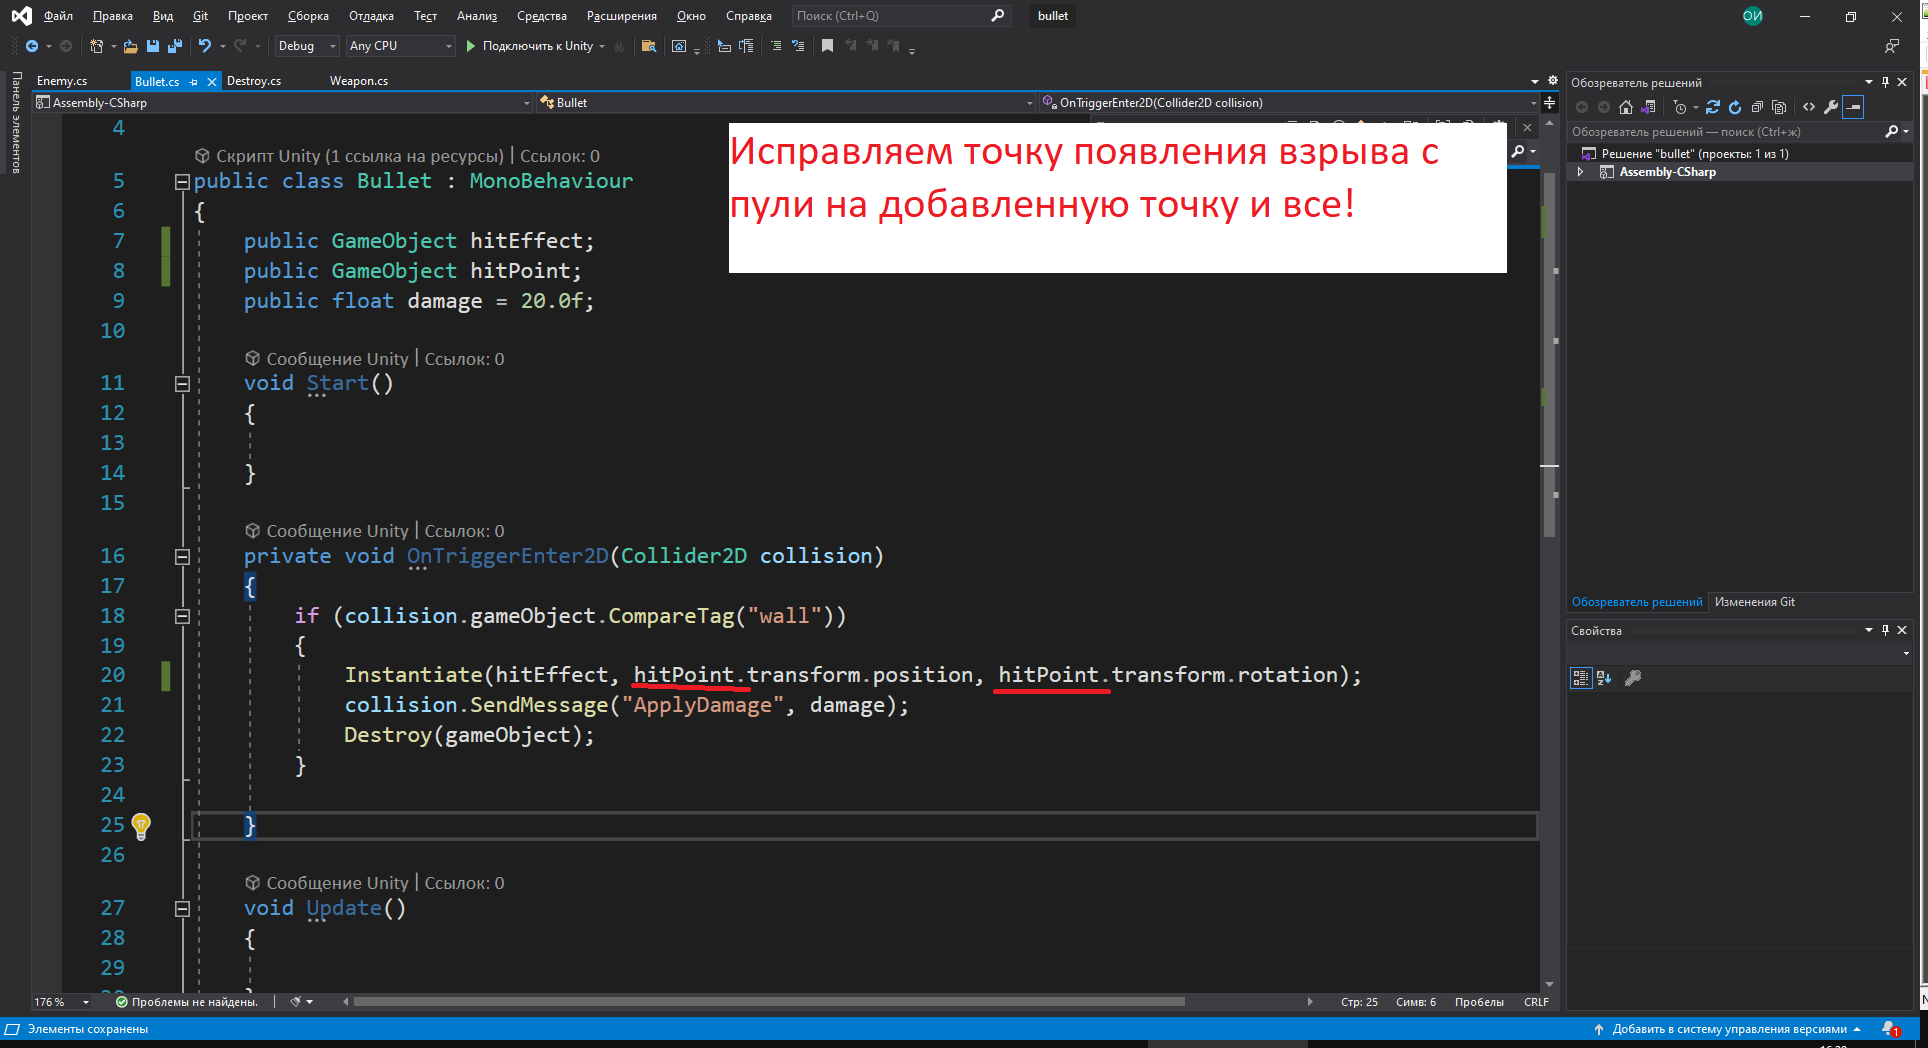 Файл Правка Вид Git Проект Сборка Отладка Тест Анализ Средства Расширения Окно Справка Поиск (Ctrl+Q) bullet ОИ
Debug Any CPU Подключить к Unity
Панель элементов
Enemy.cs Bullet.cs Destroy.cs Weapon.cs
Assembly-CSharp Bullet OnTriggerEnter2D(Collider2D collision)
Исправляем точку появления взрыва с
пули на добавленную точку и все!
4
Скрипт Unity (1 ссылка на ресурсы) | Ссылок: 0
5 public class Bullet : MonoBehaviour
6 {
7 public GameObject hitEffect;
8 public GameObject hitPoint;
9 public float damage = 20.0f;
10
Сообщение Unity | Ссылок: 0
11 void Start()
12 {
13
14 }
15
Сообщение Unity | Ссылок: 0
16 private void OnTriggerEnter2D(Collider2D collision)
17 {
18 if (collision.gameObject.CompareTag("wall"))
19 {
20 Instantiate(hitEffect, hitPoint.transform.position, hitPoint.transform.rotation);
21 collision.SendMessage("ApplyDamage", damage);
22 Destroy(gameObject);
23 }
24
25 }
26
Сообщение Unity | Ссылок: 0
27 void Update()
28 {
29
176 % Проблемы не найдены. Стр: 25 Симв: 6 Пробелы CRLF
Обозреватель решений
Обозреватель решений — поиск (Ctrl+ж)
Решение "bullet" (проекты: 1 из 1)
Assembly-CSharp
Обозреватель решений Изменения Git
Свойства
Элементы сохранены Добавить в систему управления версиями 1